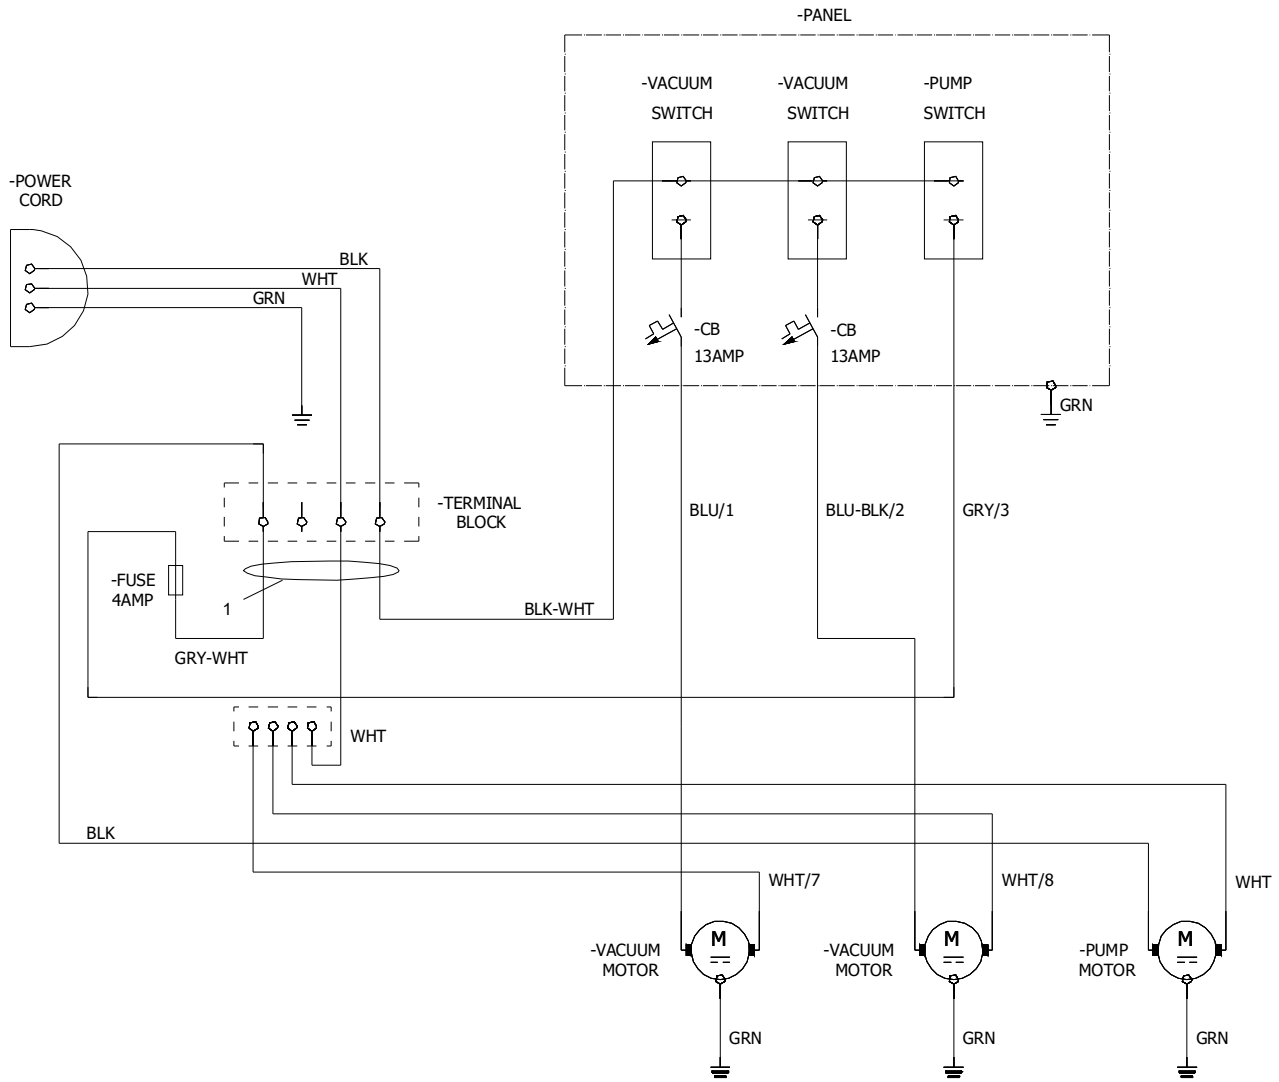 -PANEL
-VACUUM
SWITCH
-VACUUM
SWITCH
-PUMP
SWITCH
-POWER
CORD
BLK
WHT
GRN
-CB
13AMP
-CB
13AMP
GRN
-TERMINAL
BLOCK
BLU/1
BLU-BLK/2
GRY/3
-FUSE
4AMP
1
BLK-WHT
GRY-WHT
WHT
BLK
WHT/7
WHT/8
WHT
-VACUUM
MOTOR
M
-VACUUM
MOTOR
M
-PUMP
MOTOR
M
GRN
GRN
GRN